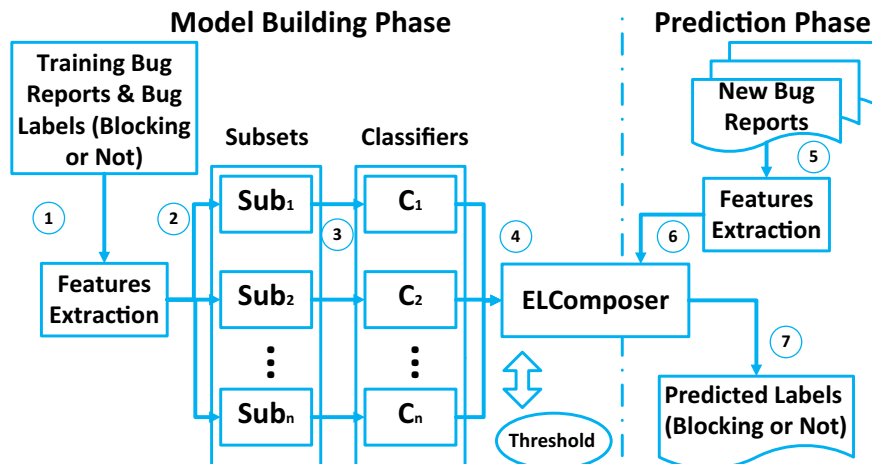 Model Building Phase
Prediction Phase
Training Bug
Reports & Bug
Labels (Blocking
or Not)
Subsets
Classifiers
New Bug
Reports
1
2
3
4
5
6
7
Sub1
C1
Features
Extraction
Features
Extraction
Sub2
C2
ELComposer
⋮
⋮
Subn
Cn
Threshold
Predicted Labels
(Blocking or Not)